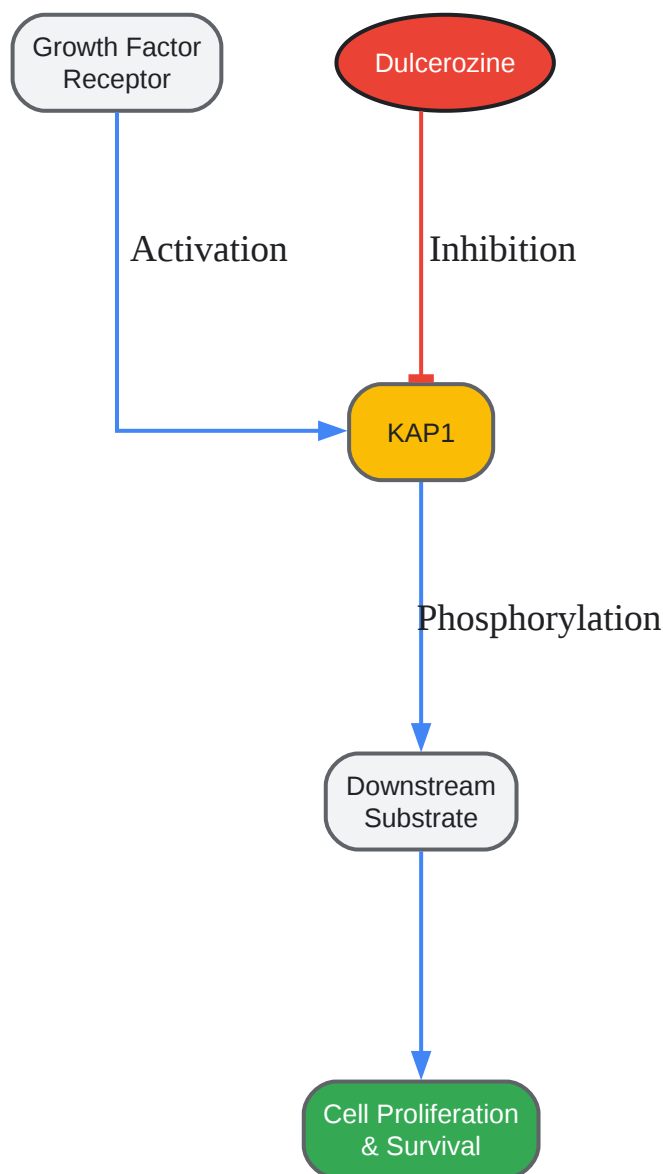 Growth Factor
Receptor
Dulcerozine
Activation
Inhibition
KAP1
Phosphorylation
Downstream
Substrate
Cell Proliferation
& Survival